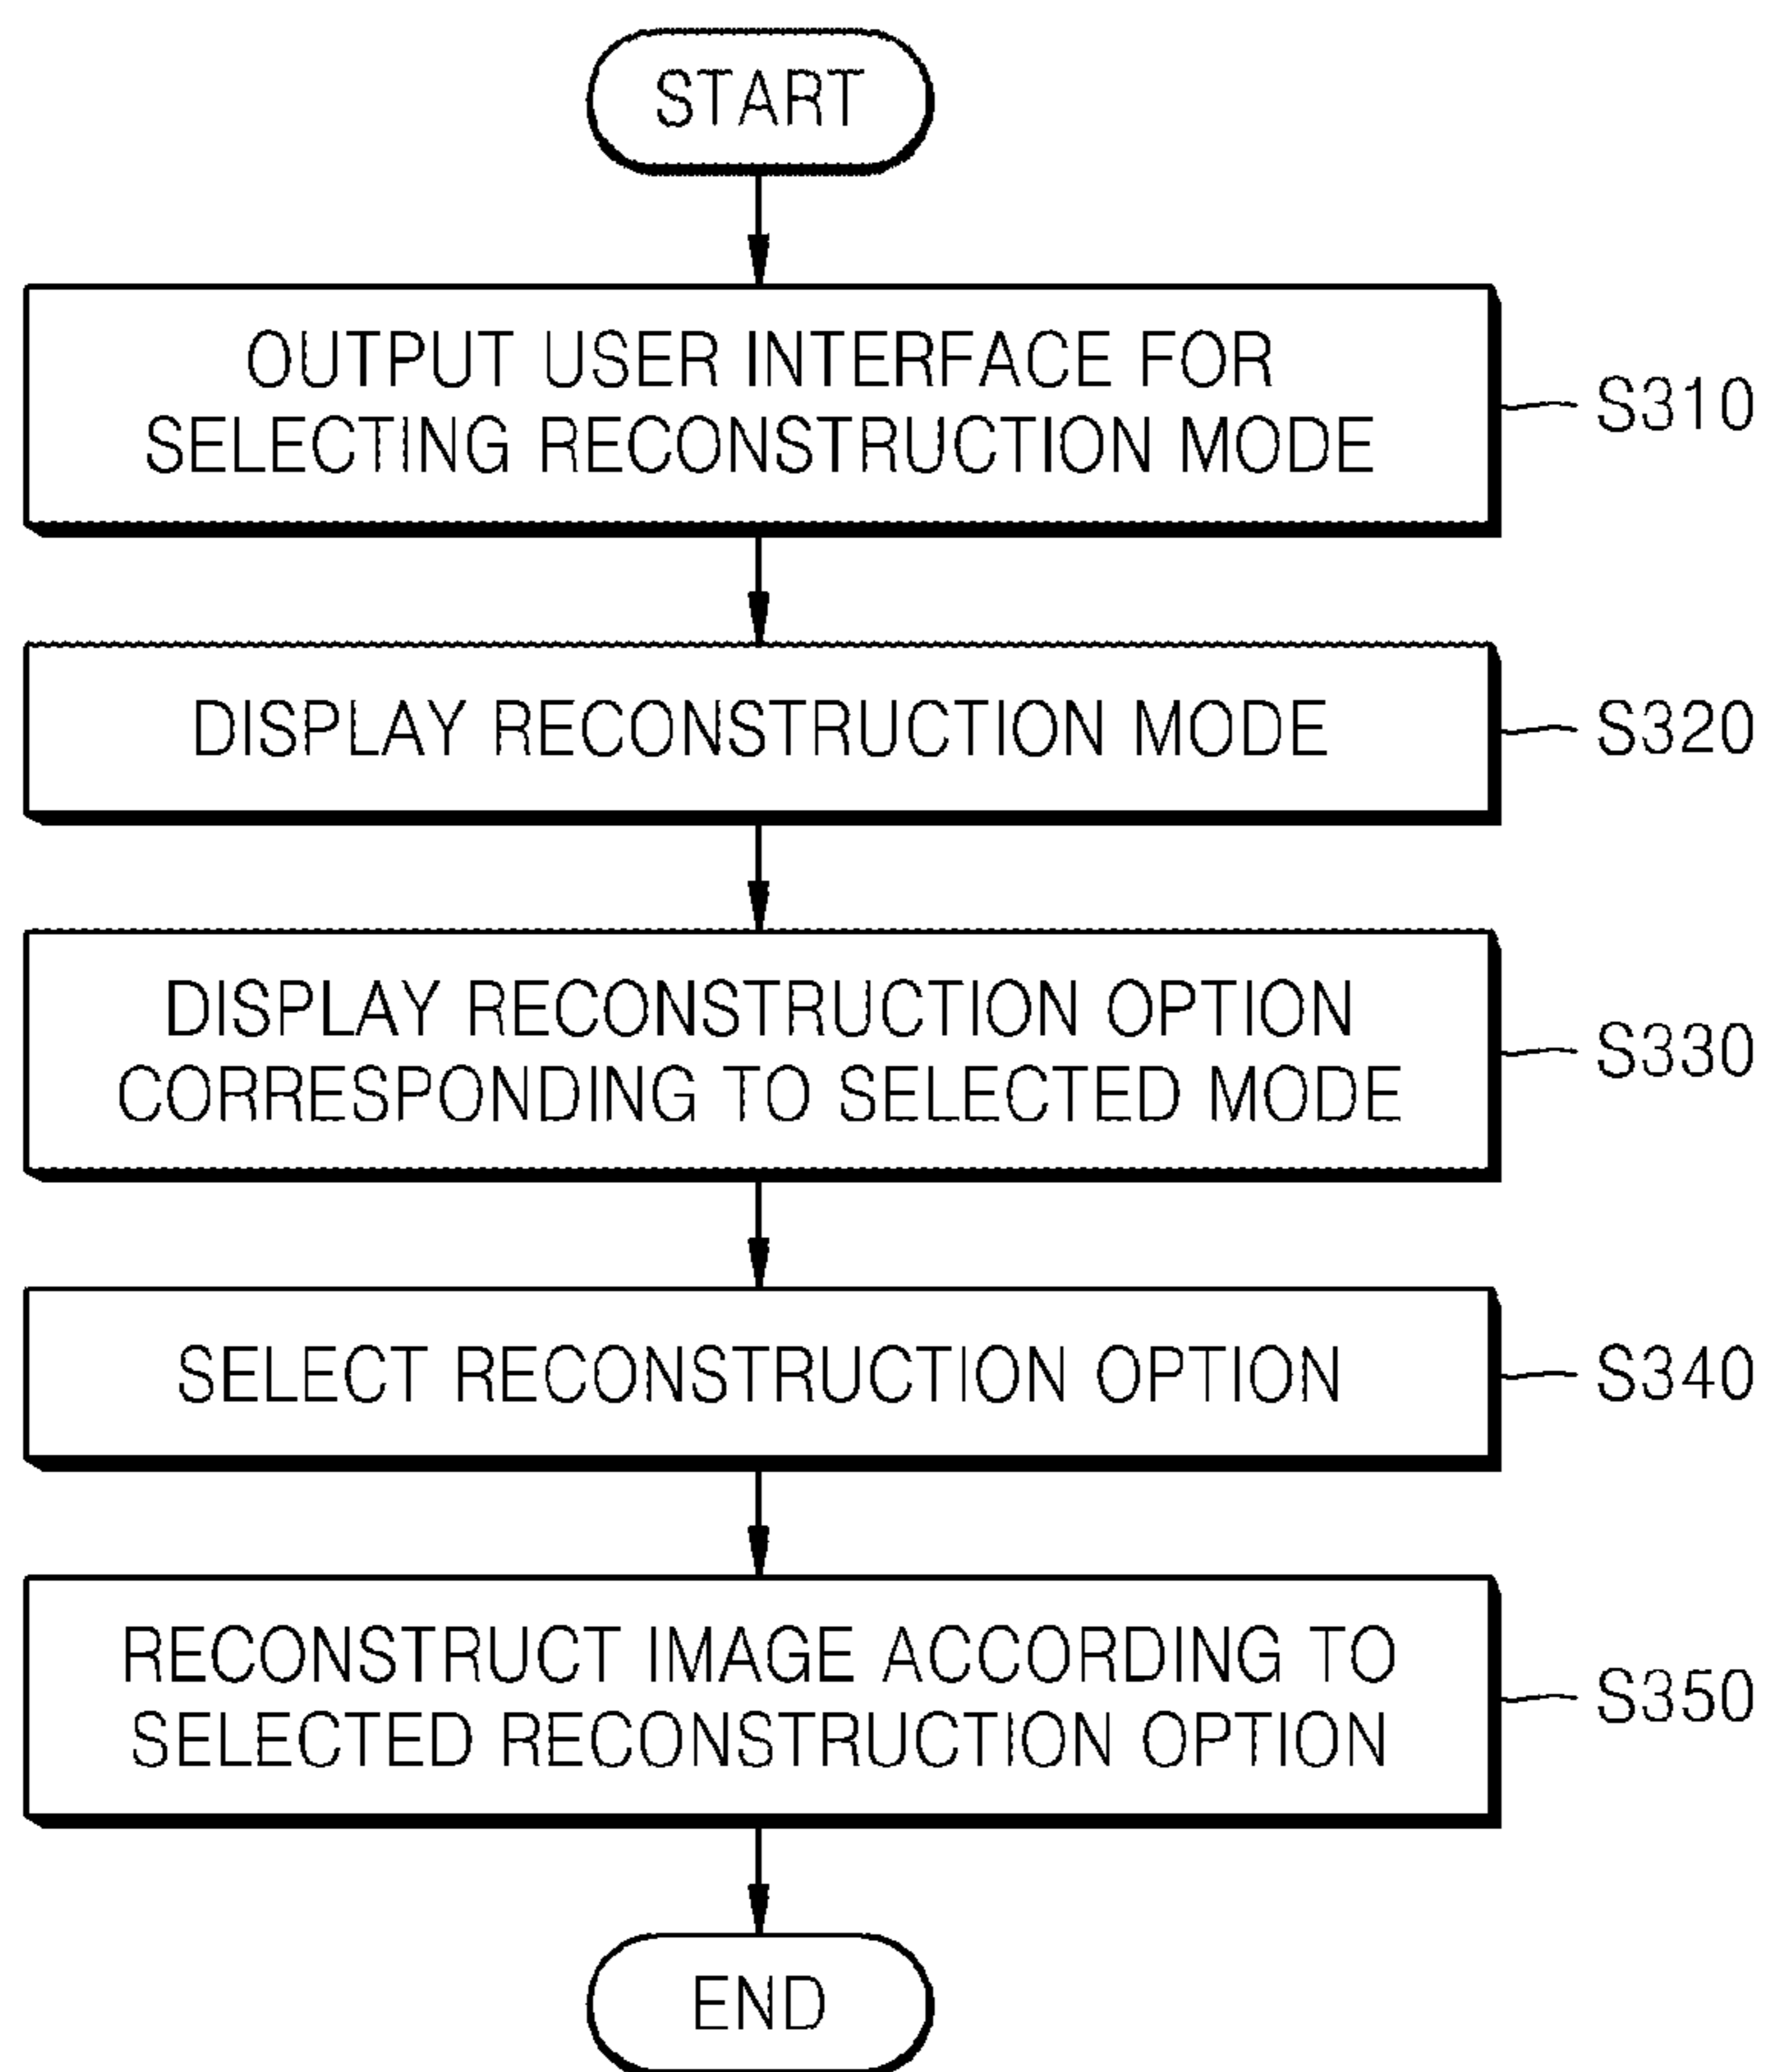 START
OUTPUT USER INTERFACE FOR
SELECTING RECONSTRUCTION MODE
S310
DISPLAY RECONSTRUCTION MODE
S320
DISPLAY RECONSTRUCTION OPTION
CORRESPONDING TO SELECTED MODE
S330
SELECT RECONSTRUCTION OPTION
S340
RECONSTRUCT IMAGE ACCORDING TO
SELECTED RECONSTRUCTION OPTION
S350
END